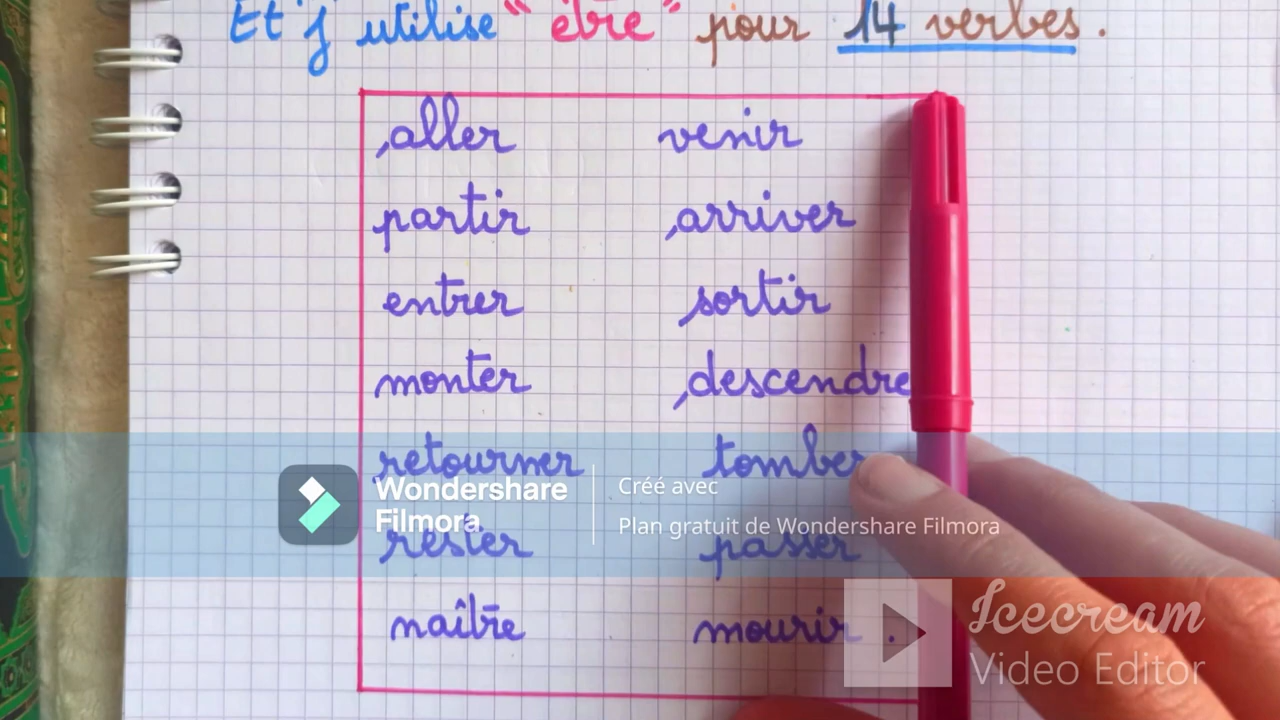 Et j'utilise "être" pour 14 verbes.
aller venir
partir arriver
entrer sortir
monter descendre
retourner tomber
Wondershare
Filmora
Créé avec
Plan gratuit de Wondershare Filmora
rester passer
naître mourir.
Icecream
Video Editor